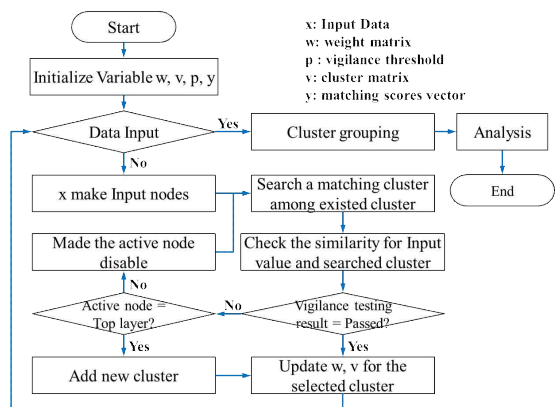 Start
x: Input Data
w: weight matrix
p : vigilance threshold
v: cluster matrix
y: matching scores vector
Initialize Variable w, v, p, y
Data Input
Yes
Cluster grouping
Analysis
No
End
x make Input nodes
Search a matching cluster
among existed cluster
Made the active node
disable
Check the similarity for Input
value and searched cluster
No
Active node =
Top layer?
No
Vigilance testing
result = Passed?
Yes
Yes
Add new cluster
Update w, v for the
selected cluster